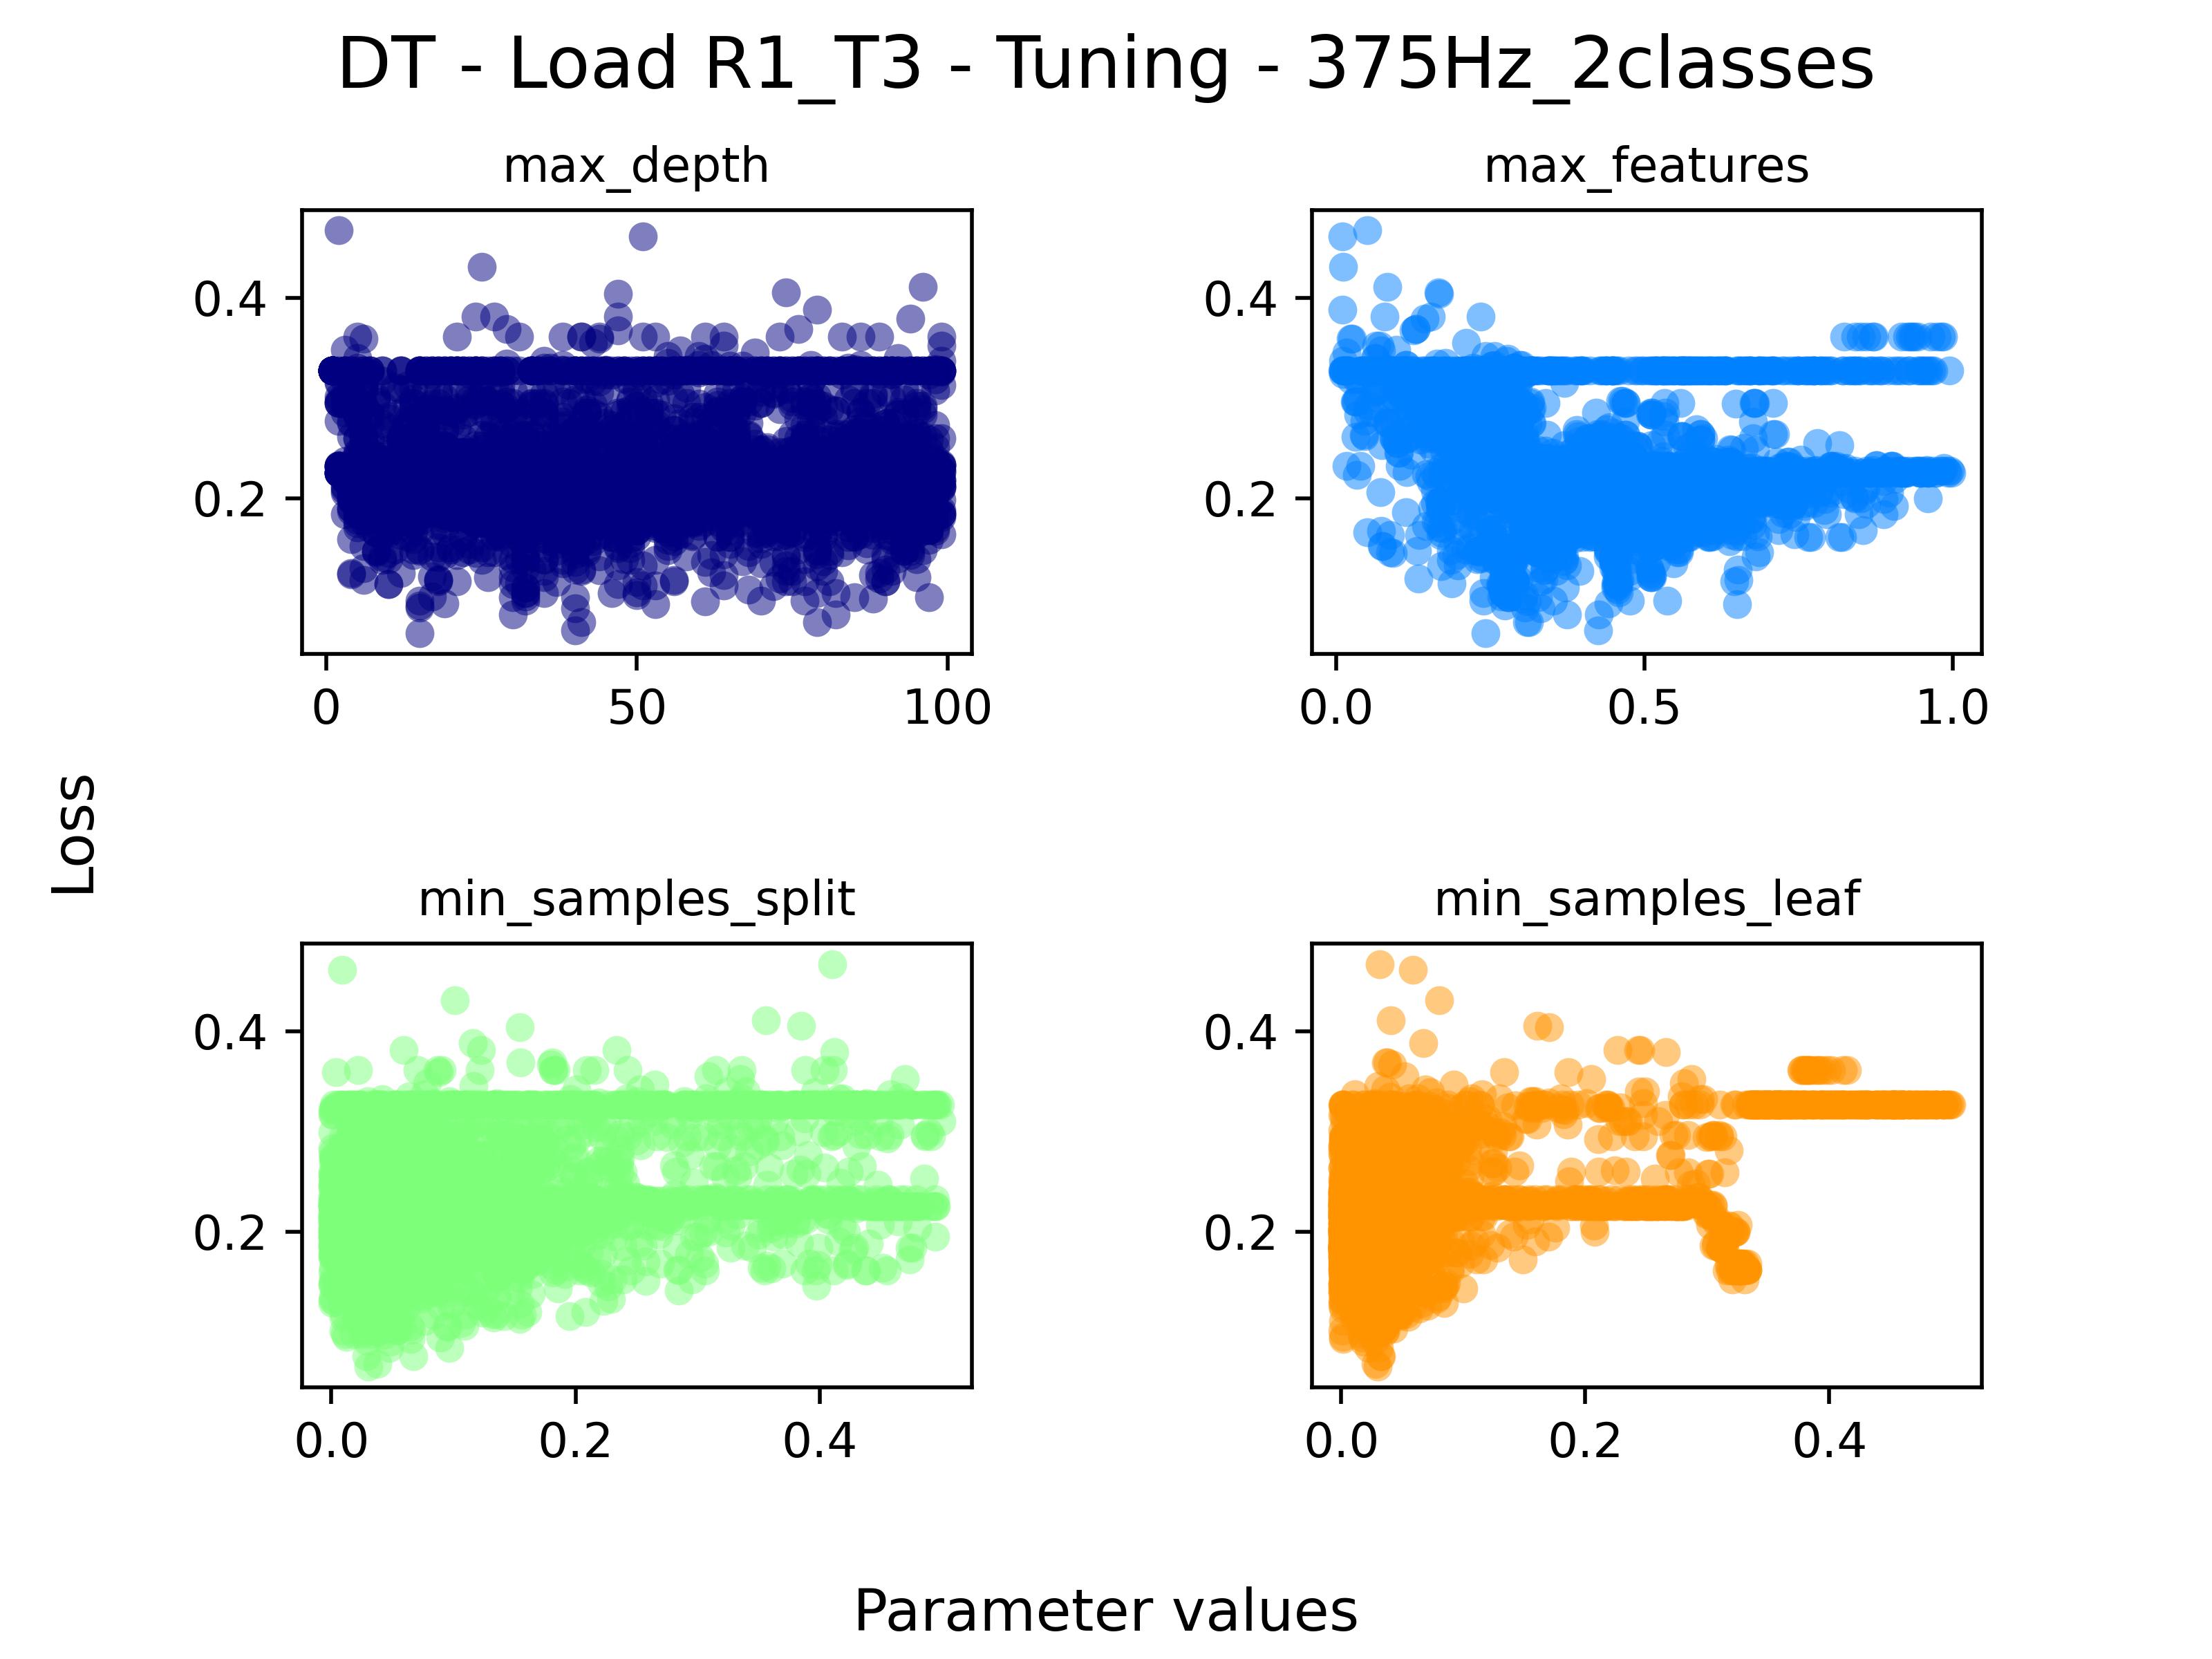 DT - Load R1_T3 - Tuning - 375Hz_2classes
max_depth
0.4
0.2
0 50 100
max_features
0.4
0.2
0.0 0.5 1.0
Loss
min_samples_split
0.4
0.2
0.0 0.2 0.4
min_samples_leaf
0.4
0.2
0.0 0.2 0.4
Parameter values